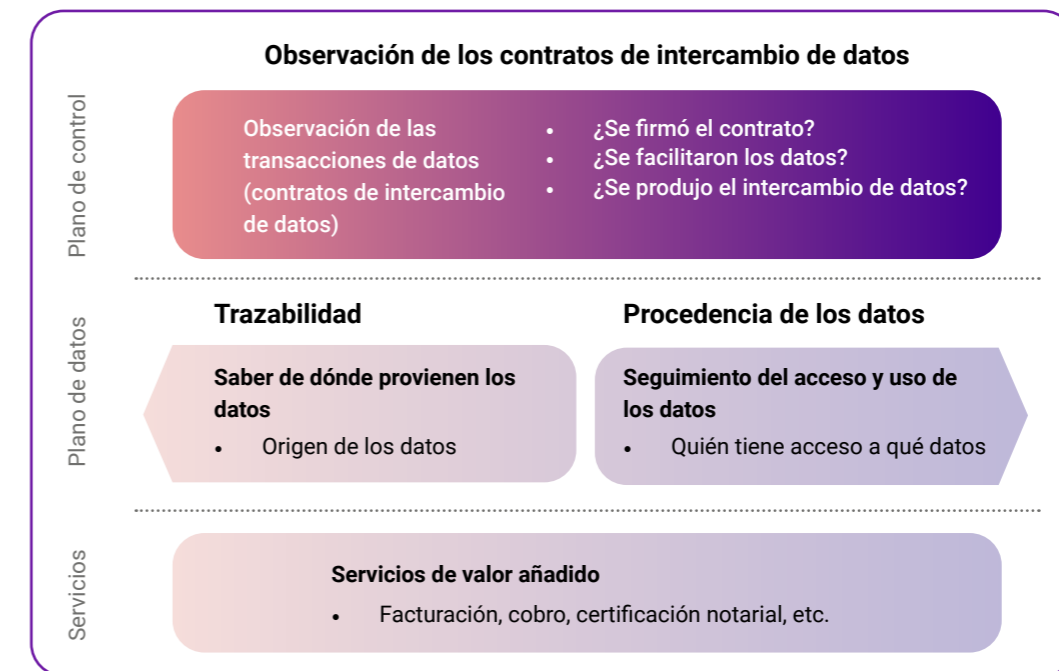 Observación de los contratos de intercambio de datos
Plano de control
Observación de las
transacciones de datos
(contratos de intercambio
de datos)
• ¿Se firmó el contrato?
• ¿Se facilitaron los datos?
• ¿Se produjo el intercambio de datos?
Plano de datos
Trazabilidad
Saber de dónde provienen los
datos
• Origen de los datos
Procedencia de los datos
Seguimiento del acceso y uso de
los datos
• Quién tiene acceso a qué datos
Servicios
Servicios de valor añadido
• Facturación, cobro, certificación notarial, etc.